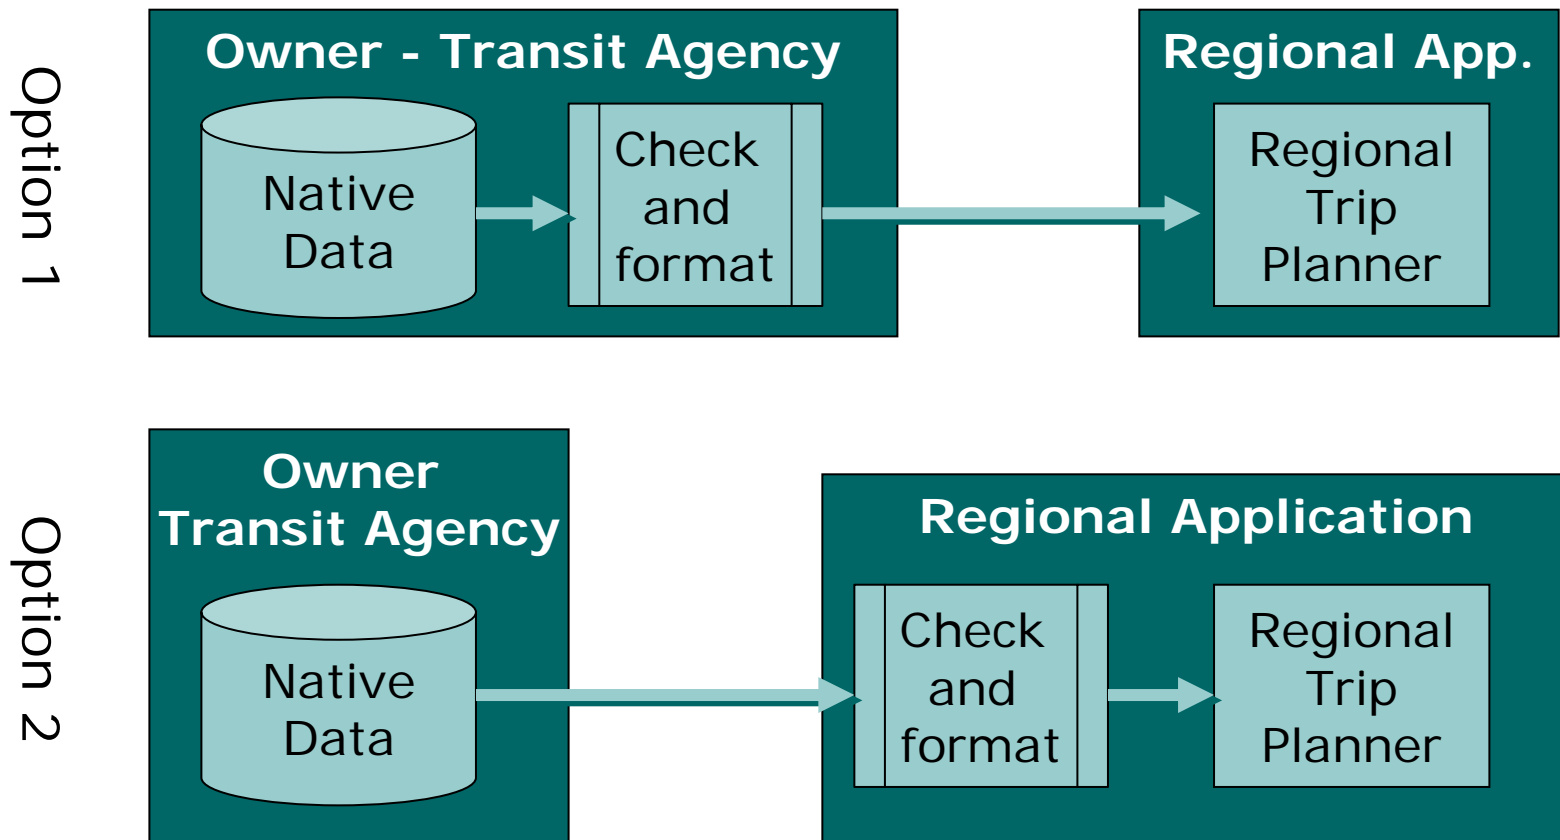 Option 1
Owner - Transit Agency
Native
Data
Check
and
format
Regional App.
Regional
Trip
Planner
Option 2
Owner
Transit Agency
Native
Data
Regional Application
Check
and
format
Regional
Trip
Planner